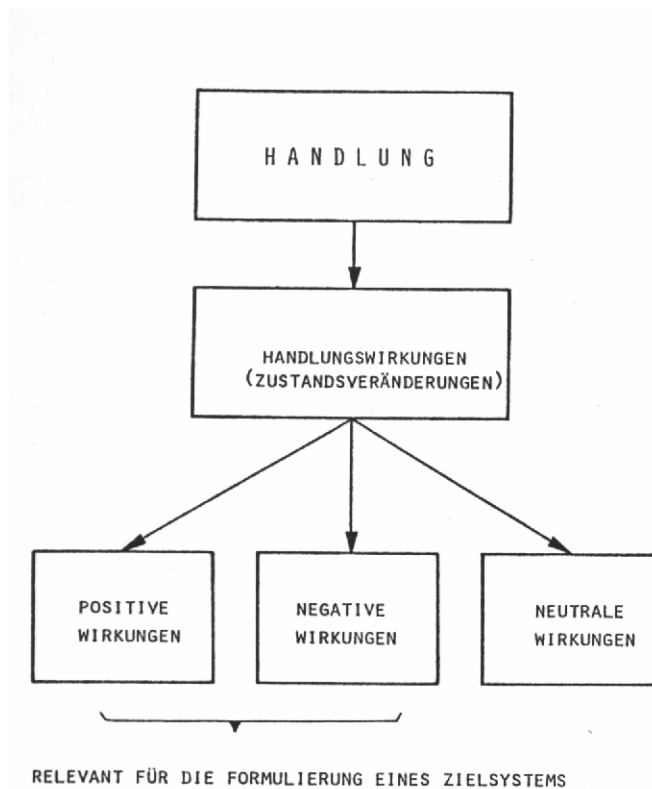 HANDLUNG
HANDLUNGSWIRKUNGEN
(ZUSTANDSVERÄNDERUNGEN)
POSITIVE
WIRKUNGEN
NEGATIVE
WIRKUNGEN
NEUTRALE
WIRKUNGEN
RELEVANT FÜR DIE FORMULIERUNG EINES ZIELSYSTEMS